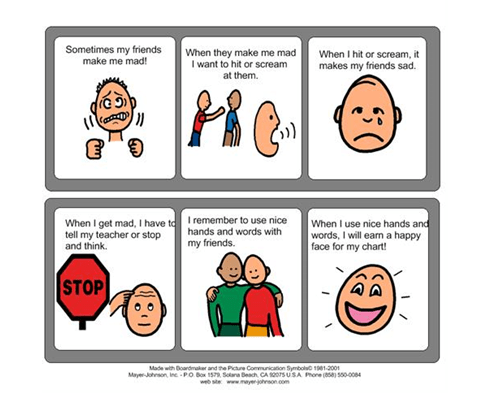 Sometimes my friends
make me mad!
When they make me mad
I want to hit or scream
at them.
When I hit or scream, it
makes my friends sad.
When I get mad, I have to
tell my teacher or stop
and think.
STOP
I remember to use nice
hands and words with
my friends.
When I use nice hands and
words, I will earn a happy
face for my chart!
Made with Boardmaker and the Picture Communication Symbols© 1981-2001
Mayer-Johnson, Inc. - P.O. Box 1579, Solana Beach, CA 92075 U.S.A. Phone (858) 550-0084
web site: www.mayer-johnson.com